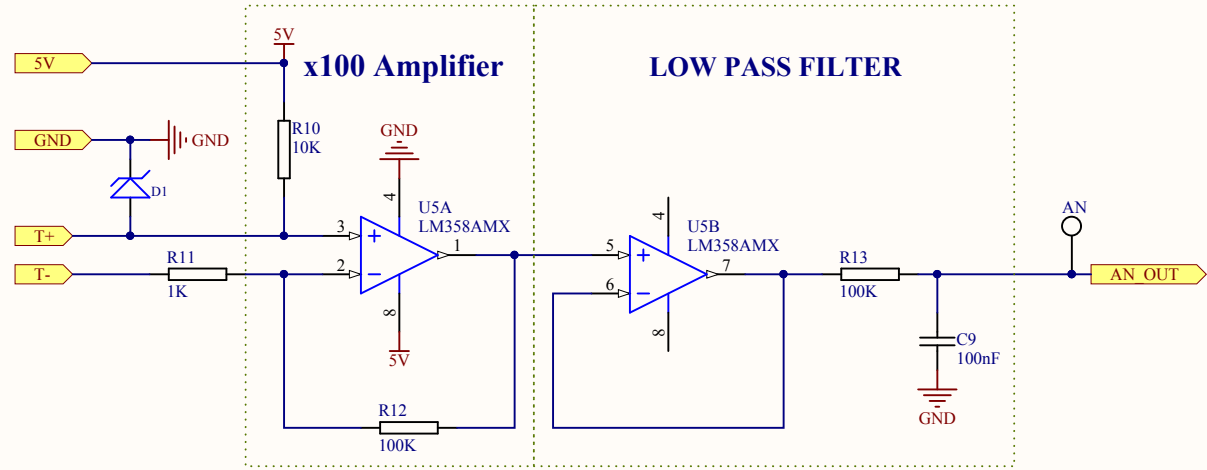 5V
5V
x100 Amplifier
LOW PASS FILTER
GND
GND
R10
10K
GND
D1
4
U5A
LM358AMX
T+
3
1
T-
R11
1K
2
8
5V
R12
100K
4
U5B
LM358AMX
5
7
6
8
R13
100K
AN
AN_OUT
C9
100nF
GND